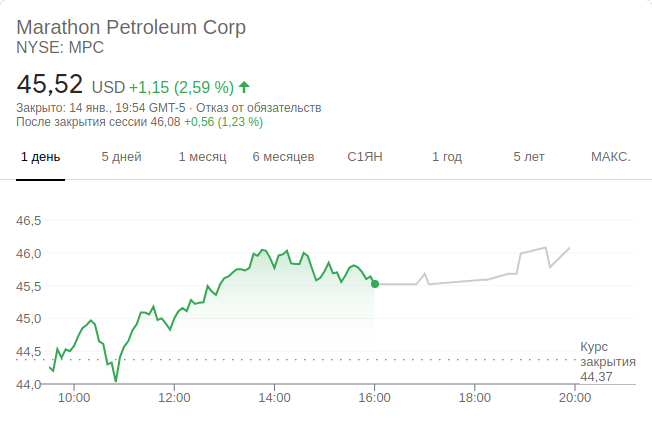 Marathon Petroleum Corp
NYSE: MPC
45,52 USD +1,15 (2,59 %)
Закрыто: 14 янв., 19:54 GMT-5 · Отказ от обязательств
После закрытия сессии 46,08 +0,56 (1,23 %)
1 день 5 дней 1 месяц 6 месяцев С1ЯН 1 год 5 лет МАКС.
46,5
46,0
45,5
45,0
44,5
44,0
Курс
закрытия
44,37
10:00 12:00 14:00 16:00 18:00 20:00